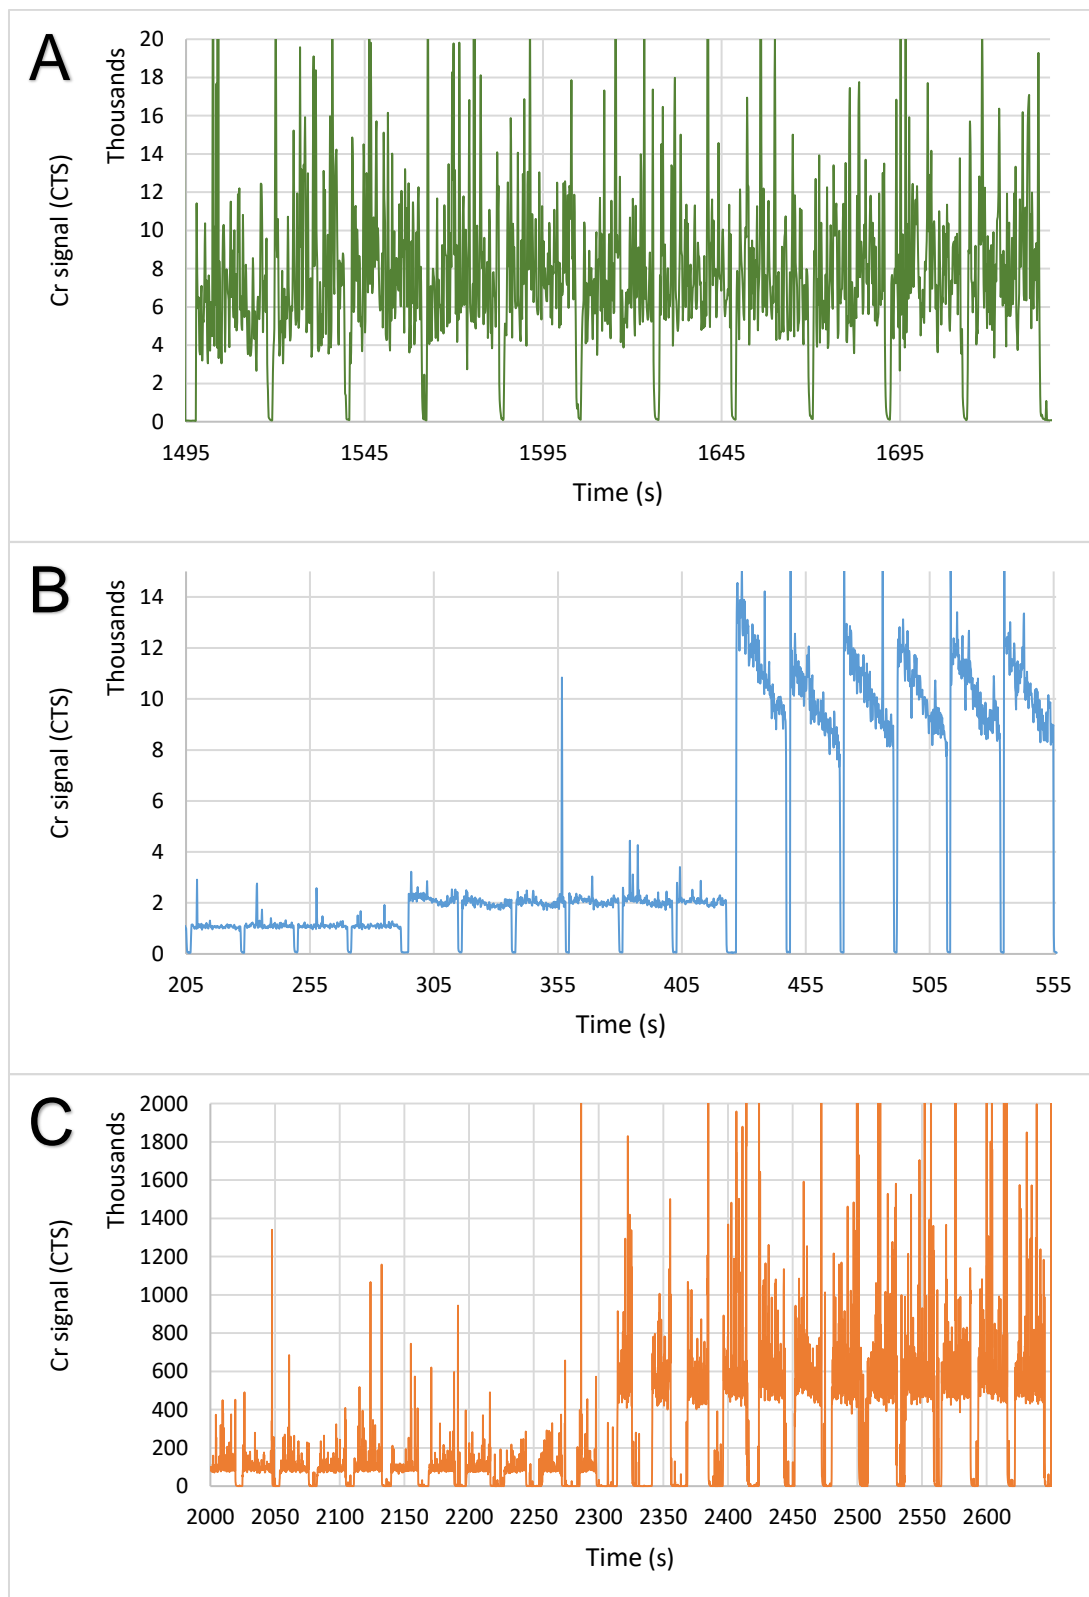 A
Cr signal (CTS)
Thousands
20
18
16
14
12
10
8
6
4
2
0
1495 1545 1595 1645 1695
Time (s)
B
Cr signal (CTS)
Thousands
14
12
10
8
6
4
2
0
205 255 305 355 405 455 505 555
Time (s)
C
Cr signal (CTS)
Thousands
2000
1800
1600
1400
1200
1000
800
600
400
200
0
2000 2050 2100 2150 2200 2250 2300 2350 2400 2450 2500 2550 2600
Time (s)